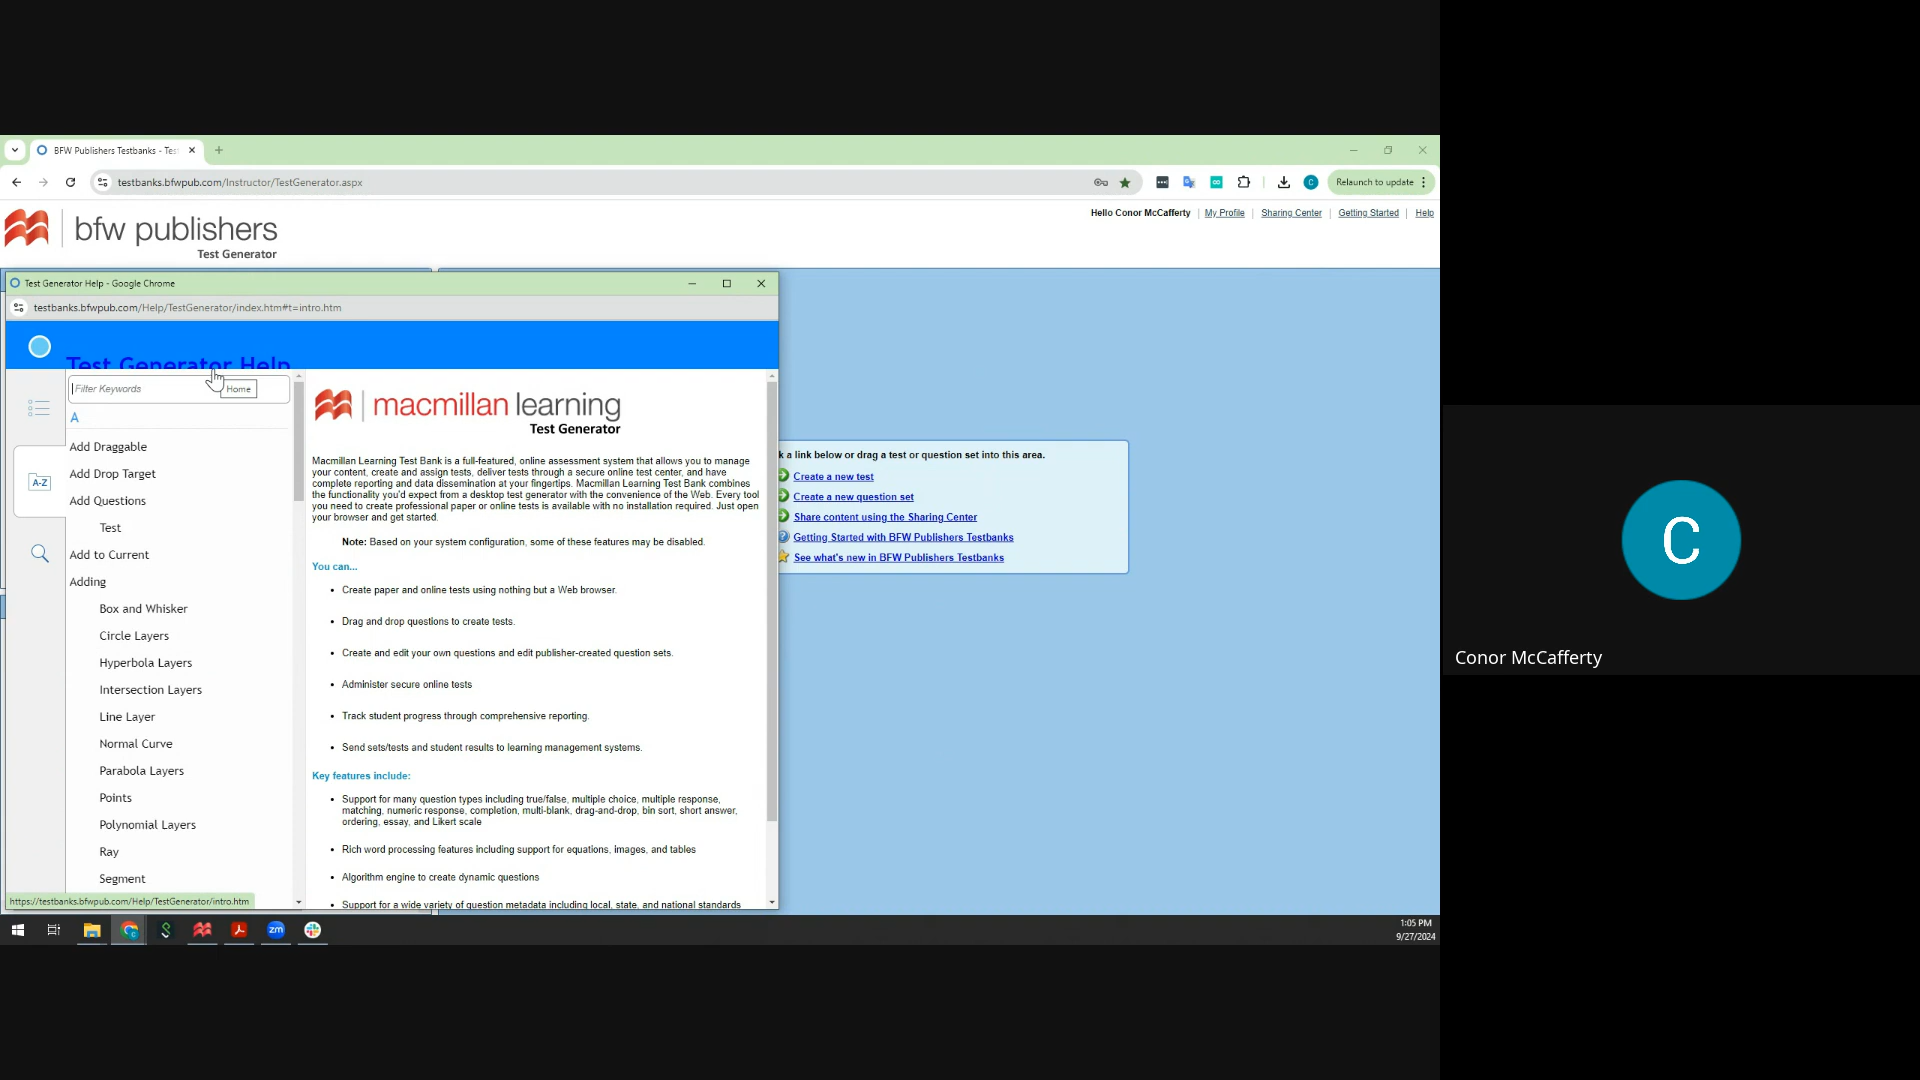 BFW Publishers Testbanks - Tes
testbanks.bfwpub.com/Instructor/TestGenerator.aspx
C
Relaunch to update
bfw publishers
Test Generator
Hello Conor McCafferty
My Profile
Sharing Center
Getting Started
Help
Test Generator Help - Google Chrome
testbanks.bfwpub.com/Help/TestGenerator/index.htm#t=intro.htm
Test Generator Help
Filter Keywords
Home
A
Add Draggable
Add Drop Target
A-Z
Add Questions
Test
Add to Current
Adding
Box and Whisker
Circle Layers
Hyperbola Layers
Intersection Layers
Line Layer
Normal Curve
Parabola Layers
Points
Polynomial Layers
Ray
Segment
https://testbanks.bfwpub.com/Help/TestGenerator/intro.htm
macmillan learning
Test Generator
Macmillan Learning Test Bank is a full-featured, online assessment system that allows you to manage
your content, create and assign tests, deliver tests through a secure online test center, and have
complete reporting and data dissemination at your fingertips. Macmillan Learning Test Bank combines
the functionality you'd expect from a desktop test generator with the convenience of the Web. Every tool
you need to create professional paper or online tests is available with no installation required. Just open
your browser and get started.
Note: Based on your system configuration, some of these features may be disabled.
You can...
• Create paper and online tests using nothing but a Web browser.
• Drag and drop questions to create tests.
• Create and edit your own questions and edit publisher-created question sets.
• Administer secure online tests
• Track student progress through comprehensive reporting.
• Send sets/tests and student results to learning management systems.
Key features include:
• Support for many question types including true/false, multiple choice, multiple response,
matching, numeric response, completion, multi-blank, drag-and-drop, bin sort, short answer,
ordering, essay, and Likert scale
• Rich word processing features including support for equations, images, and tables
• Algorithm engine to create dynamic questions
• Support for a wide variety of question metadata including local, state, and national standards
k a link below or drag a test or question set into this area.
Create a new test
Create a new question set
Share content using the Sharing Center
Getting Started with BFW Publishers Testbanks
See what's new in BFW Publishers Testbanks
zm
1:05 PM
9/27/2024
C
Conor McCafferty